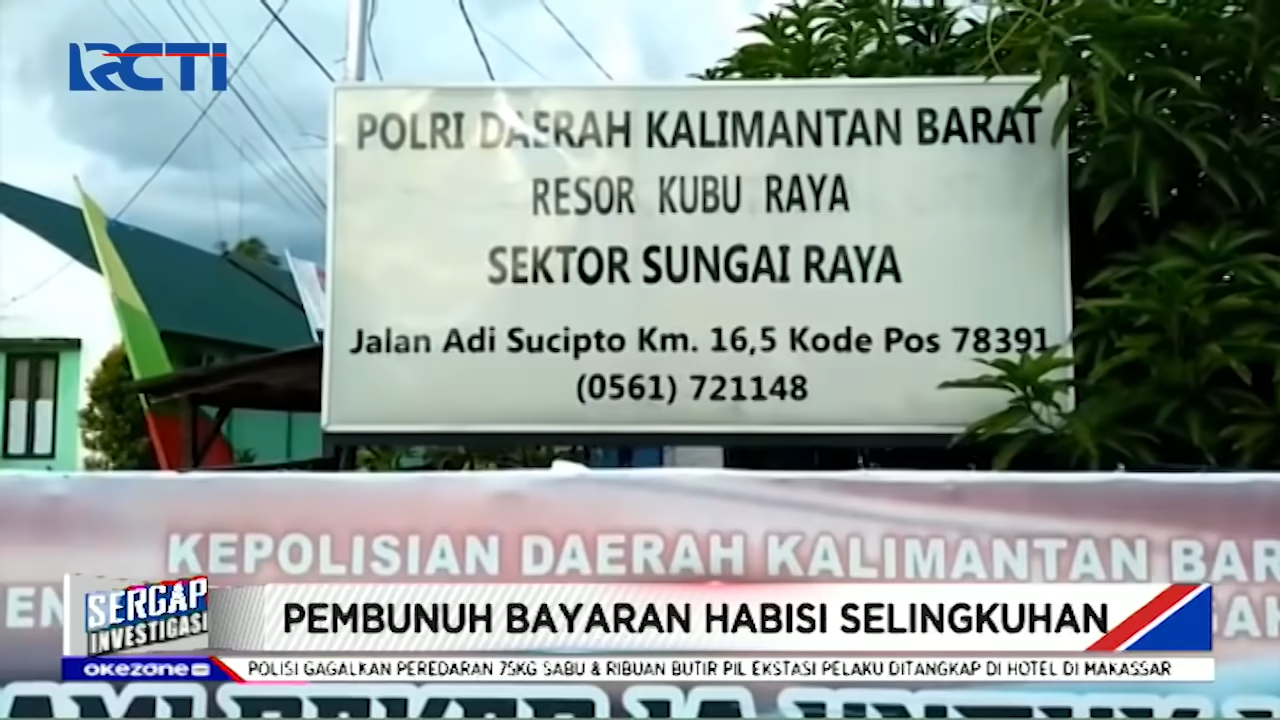 RCTI
POLRI DAERAH KALIMANTAN BARAT
RESOR KUBU RAYA
SEKTOR SUNGAI RAYA
Jalan Adi Sucipto Km. 16,5 Kode Pos 78391
(0561) 721148
KEPOLISIAN DAERAH KALIMANTAN BAR
SERGAP
INVESTIGASI
PEMBUNUH BAYARAN HABISI SELINGKUHAN
okezone
POLISI GAGALKAN PEREDARAN 75KG SABU & RIBUAN BUTIR PIL EKSTASI PELAKU DITANGKAP DI HOTEL DI MAKASSAR